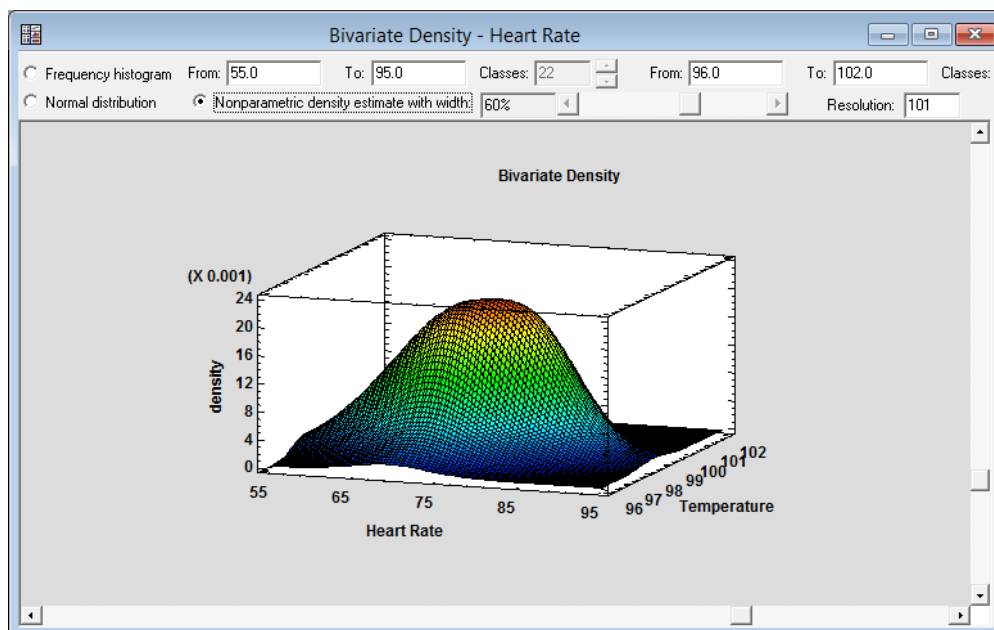 Bivariate Density - Heart Rate
Frequency histogram From: 55.0 To: 95.0 Classes: 22 From: 96.0 To: 102.0 Classes:
Normal distribution Nonparametric density estimate with width: 60% Resolution: 101
Bivariate Density
(X 0.001)
24
20
16
12
8
4
0
density
55 65 75 85 95
Heart Rate
96 97 98 99 100 101 102
Temperature